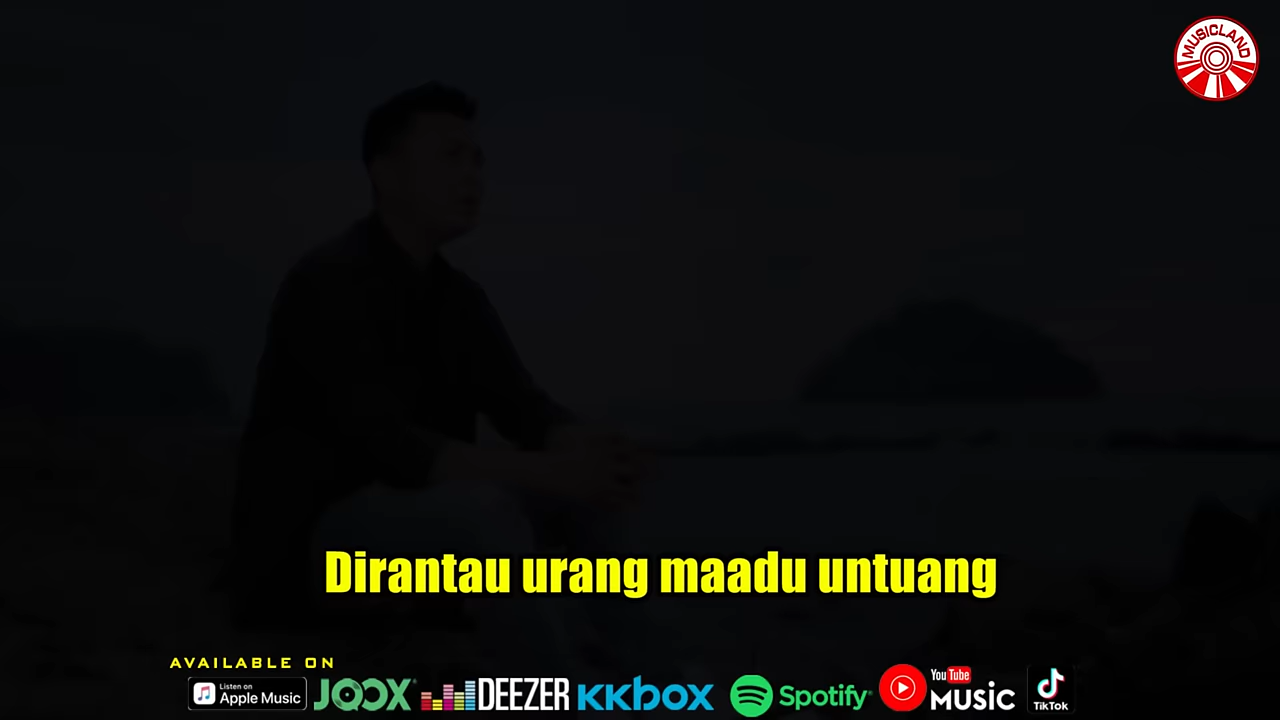 MUSICLAND
Dirantau urang maadu untuang
AVAILABLE ON
Listen on
Apple Music
JOOX
DEEZER
KKBOX
Spotify
YouTube
MUSIC
TikTok